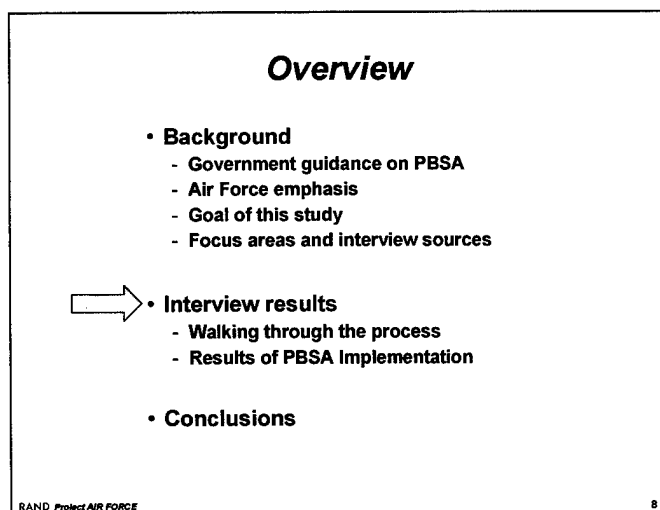 Overview
• Background
- Government guidance on PBSA
- Air Force emphasis
- Goal of this study
- Focus areas and interview sources
• Interview results
- Walking through the process
- Results of PBSA Implementation
• Conclusions
RAND Project AIR FORCE
8